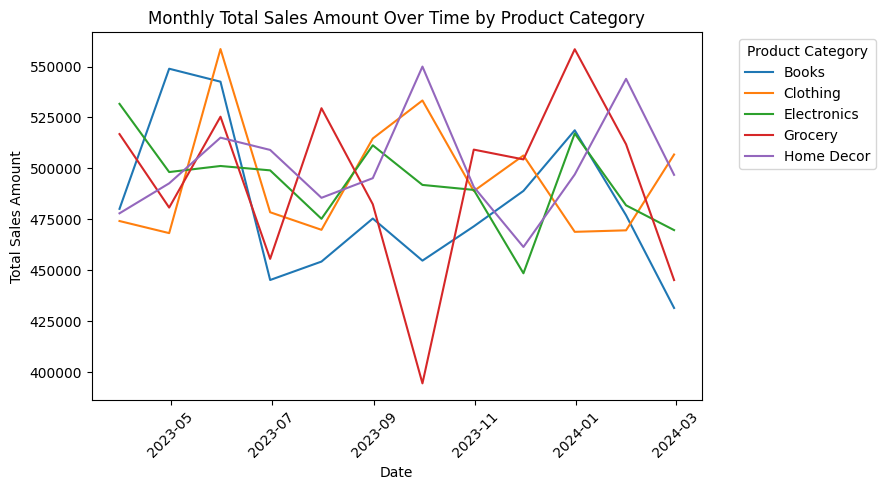 Monthly Total Sales Amount Over Time by Product Category
Total Sales Amount
550000
525000
500000
475000
450000
425000
400000
2023-05
2023-07
2023-09
2023-11
2024-01
2024-03
Date
Product Category
Books
Clothing
Electronics
Grocery
Home Decor